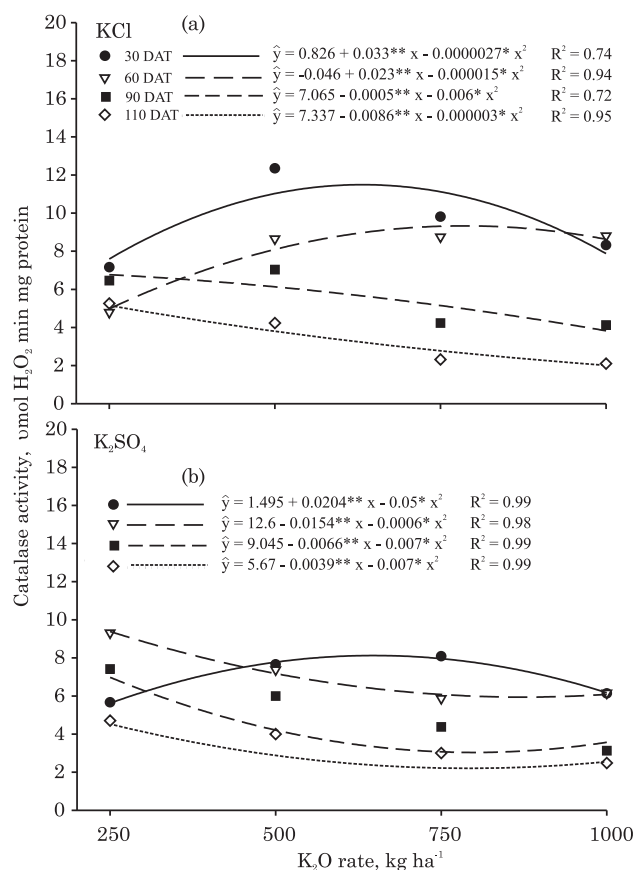 KCl (a)
30 DAT ŷ = 0.826 + 0.033** x - 0.0000027* x² R² = 0.74
60 DAT ŷ = -0.046 + 0.023** x - 0.000015* x² R² = 0.94
90 DAT ŷ = 7.065 - 0.0005** x - 0.006* x² R² = 0.72
110 DAT ŷ = 7.337 - 0.0086** x - 0.000003* x² R² = 0.95
20
18
16
14
12
10
8
6
4
2
0
Catalase activity, υmol H₂O₂ min mg protein
K₂SO₄
(b)
ŷ = 1.495 + 0.0204** x - 0.05* x² R² = 0.99
ŷ = 12.6 - 0.0154** x - 0.0006* x² R² = 0.98
ŷ = 9.045 - 0.0066** x - 0.007* x² R² = 0.99
ŷ = 5.67 - 0.0039** x - 0.007* x² R² = 0.99
20
18
16
14
12
10
8
6
4
2
0
250 500 750 1000
K₂O rate, kg ha⁻¹